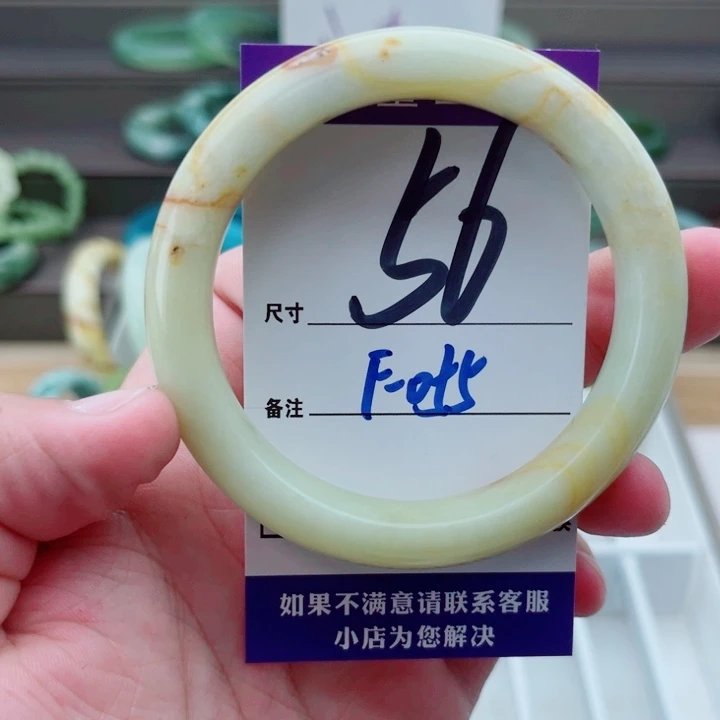 尺寸 56
备注
如果不满意请联系客服
小店为您解决